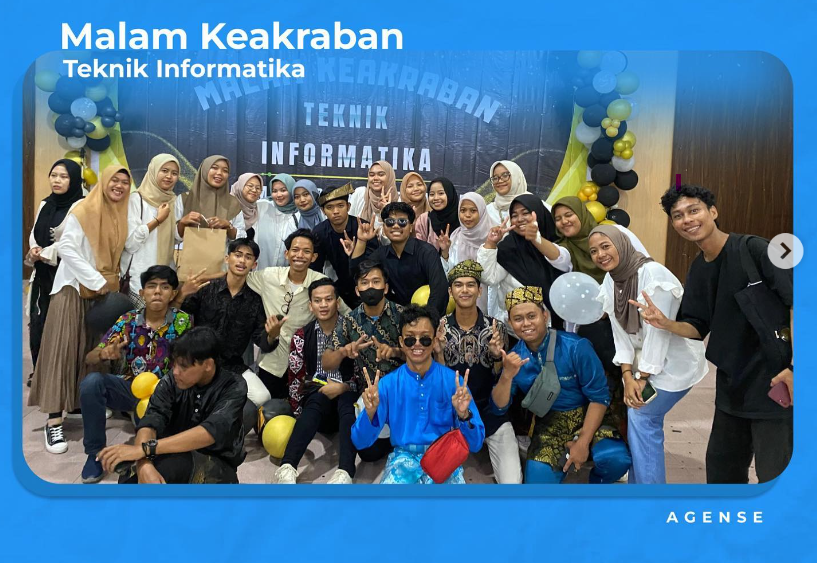 Malam Keakraban
Teknik Informatika
MALAM KEAKRABAN
TEKNIK
INFORMATIKA
AGENSE